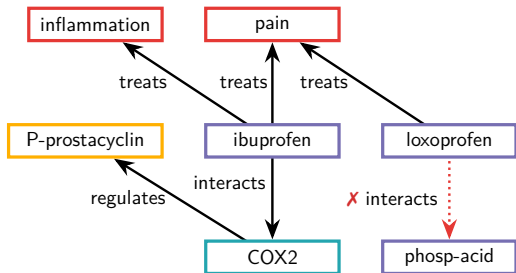 inflammation
pain
treats
treats
treats
P-prostacyclin
ibuprofen
loxoprofen
interacts
regulates
✗ interacts
COX2
phosp-acid